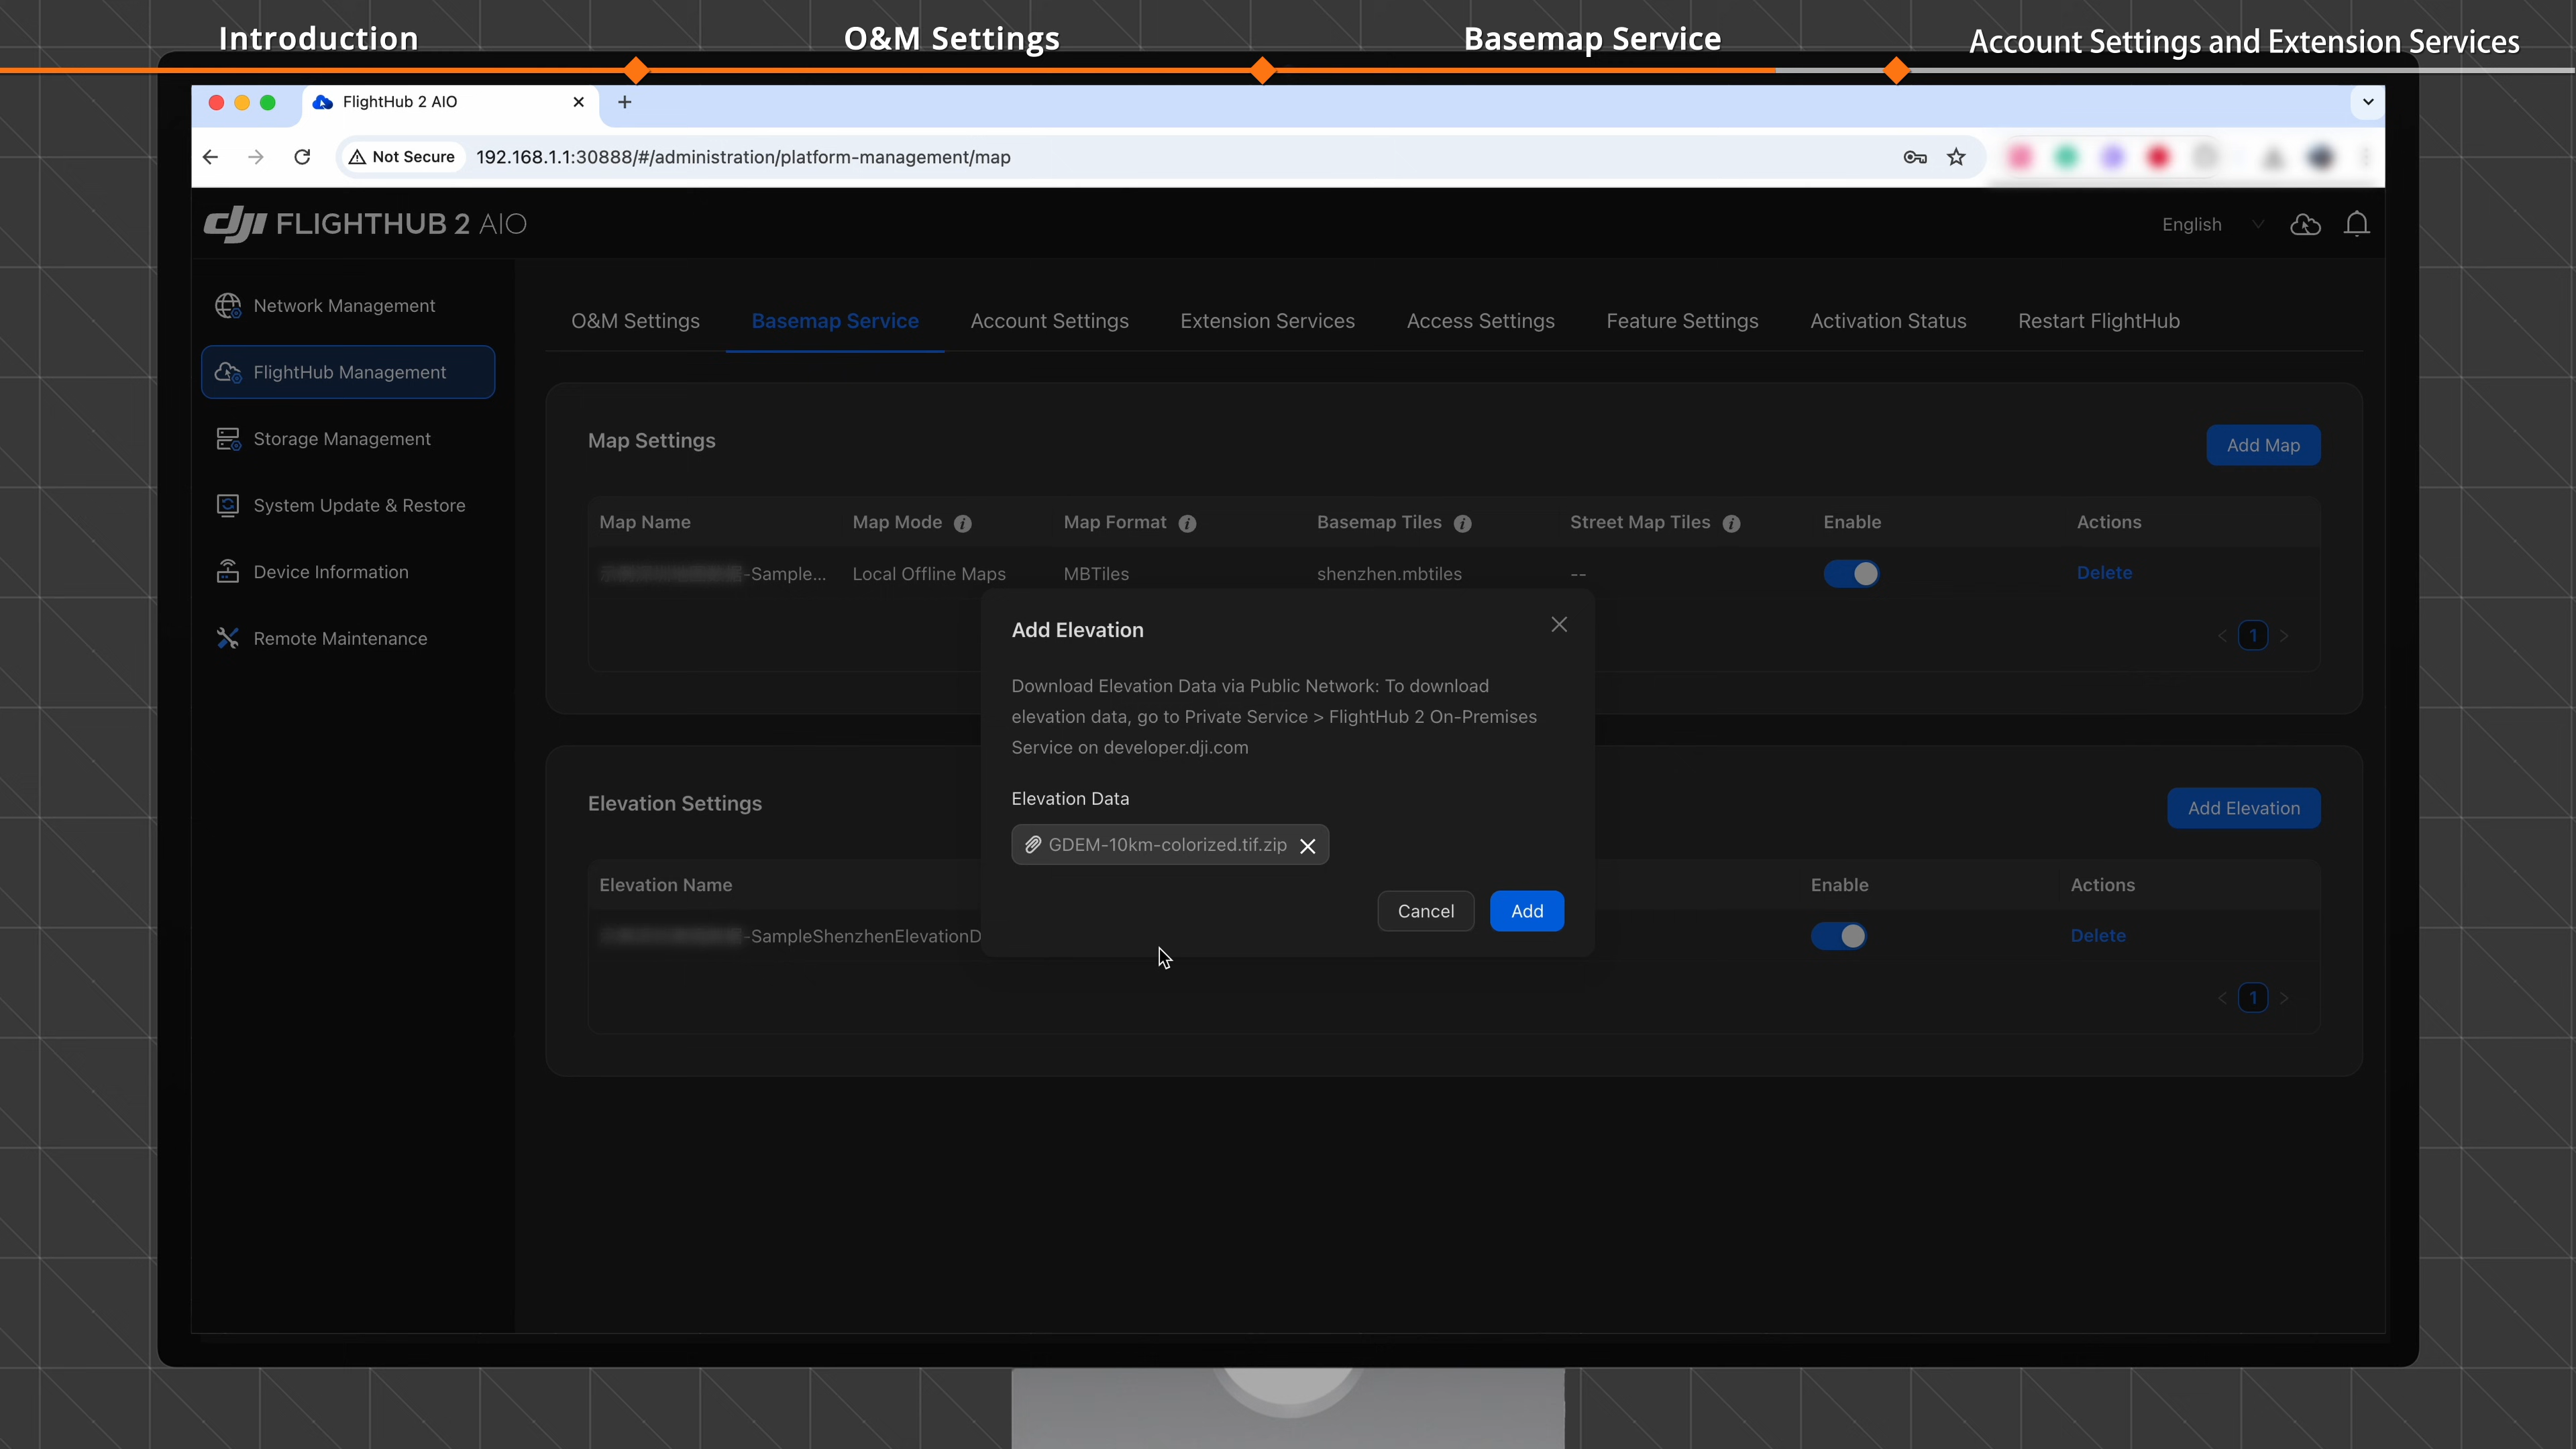 Introduction
O&M Settings
Basemap Service
Account Settings and Extension Services
FlightHub 2 AIO
Not Secure
192.168.1.1:30888/#/administration/platform-management/map
dji FLIGHTHUB 2 AIO
English
Network Management
FlightHub Management
Storage Management
System Update & Restore
Device Information
Remote Maintenance
O&M Settings
Basemap Service
Account Settings
Extension Services
Access Settings
Feature Settings
Activation Status
Restart FlightHub
Map Settings
Add Map
Map Name
Map Mode
Map Format
Basemap Tiles
Street Map Tiles
Enable
Actions
-Sample...
Local Offline Maps
MBTiles
shenzhen.mbtiles
--
Delete
1
Add Elevation
Download Elevation Data via Public Network: To download
elevation data, go to Private Service > FlightHub 2 On-Premises
Service on developer.dji.com
Elevation Data
GDEM-10km-colorized.tif.zip
Cancel
Add
Elevation Settings
Add Elevation
Elevation Name
Enable
Actions
-SampleShenzhenElevationD
Delete
1